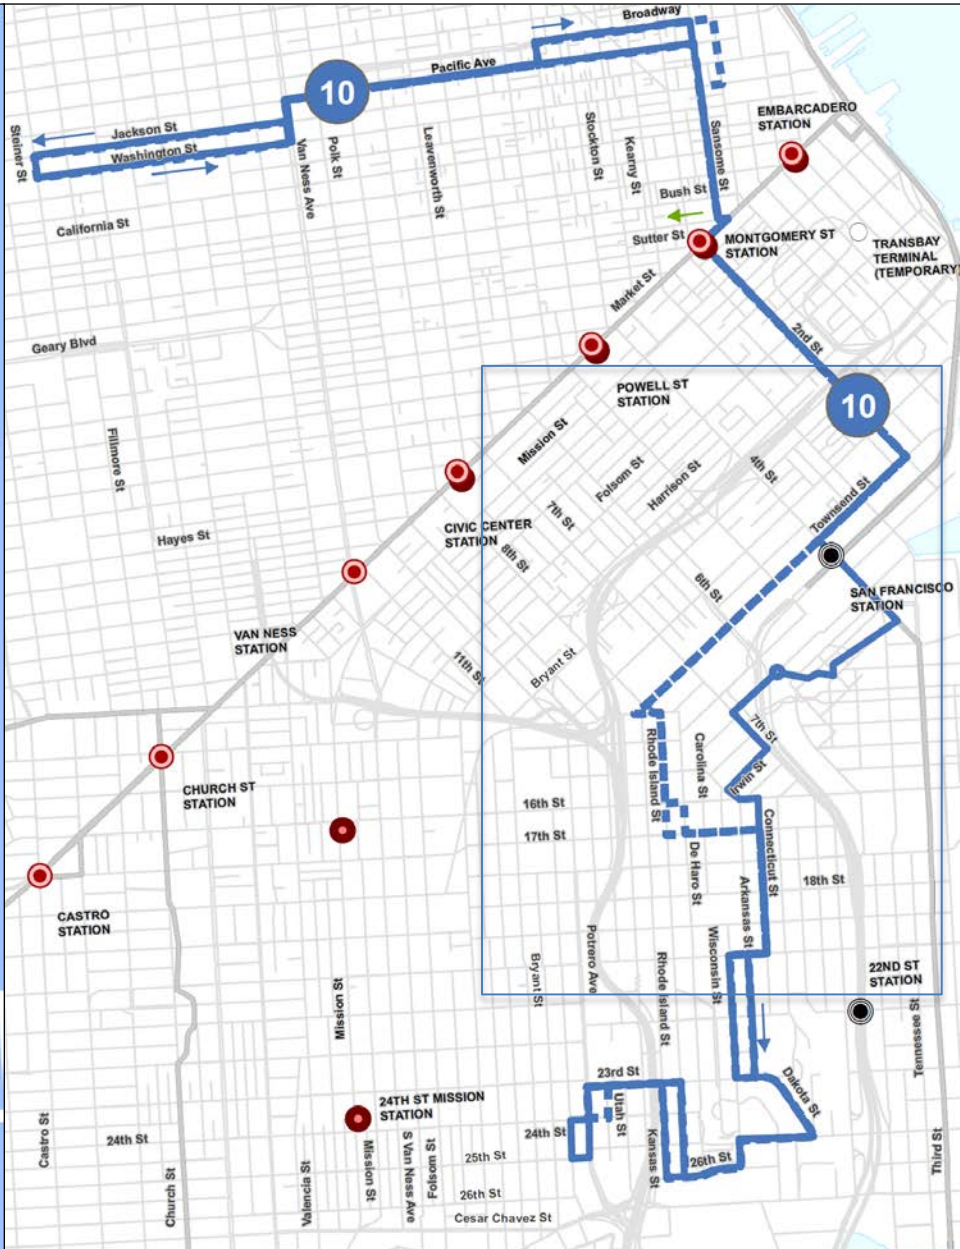 Broadway
Pacific Ave
10
Jackson St
Washington St
Steiner St
Van Ness Ave
Polk St
Leavenworth St
Stockton St
Kearny St
Sansome St
EMBARCADERO
STATION
Bush St
California St
Sutter St
MONTGOMERY ST
STATION
TRANSBAY
TERMINAL
(TEMPORARY)
Market St
2nd St
Geary Blvd
POWELL ST
STATION
10
Mission St
Fillmore St
Folsom St
Harrison St
4th St
Townsend St
7th St
CIVIC CENTER
STATION
Hayes St
8th St
6th St
SAN FRANCISCO
STATION
VAN NESS
STATION
11th St
Bryant St
7th St
Rhode Island St
Carolina St
Irwin St
CHURCH ST
STATION
16th St
17th St
Connecticut St
De Haro St
18th St
Arkansas St
CASTRO
STATION
Wisconsin St
Potrero Ave
Bryant St
Rhode Island St
22ND ST
STATION
Mission St
Tennessee St
23rd St
Dakota St
24TH ST MISSION
STATION
Utah St
Castro St
24th St
24th St
Kansas St
Third St
25th St
26th St
Church St
Valencia St
Mission St
S Van Ness Ave
Folsom St
26th St
Cesar Chavez St